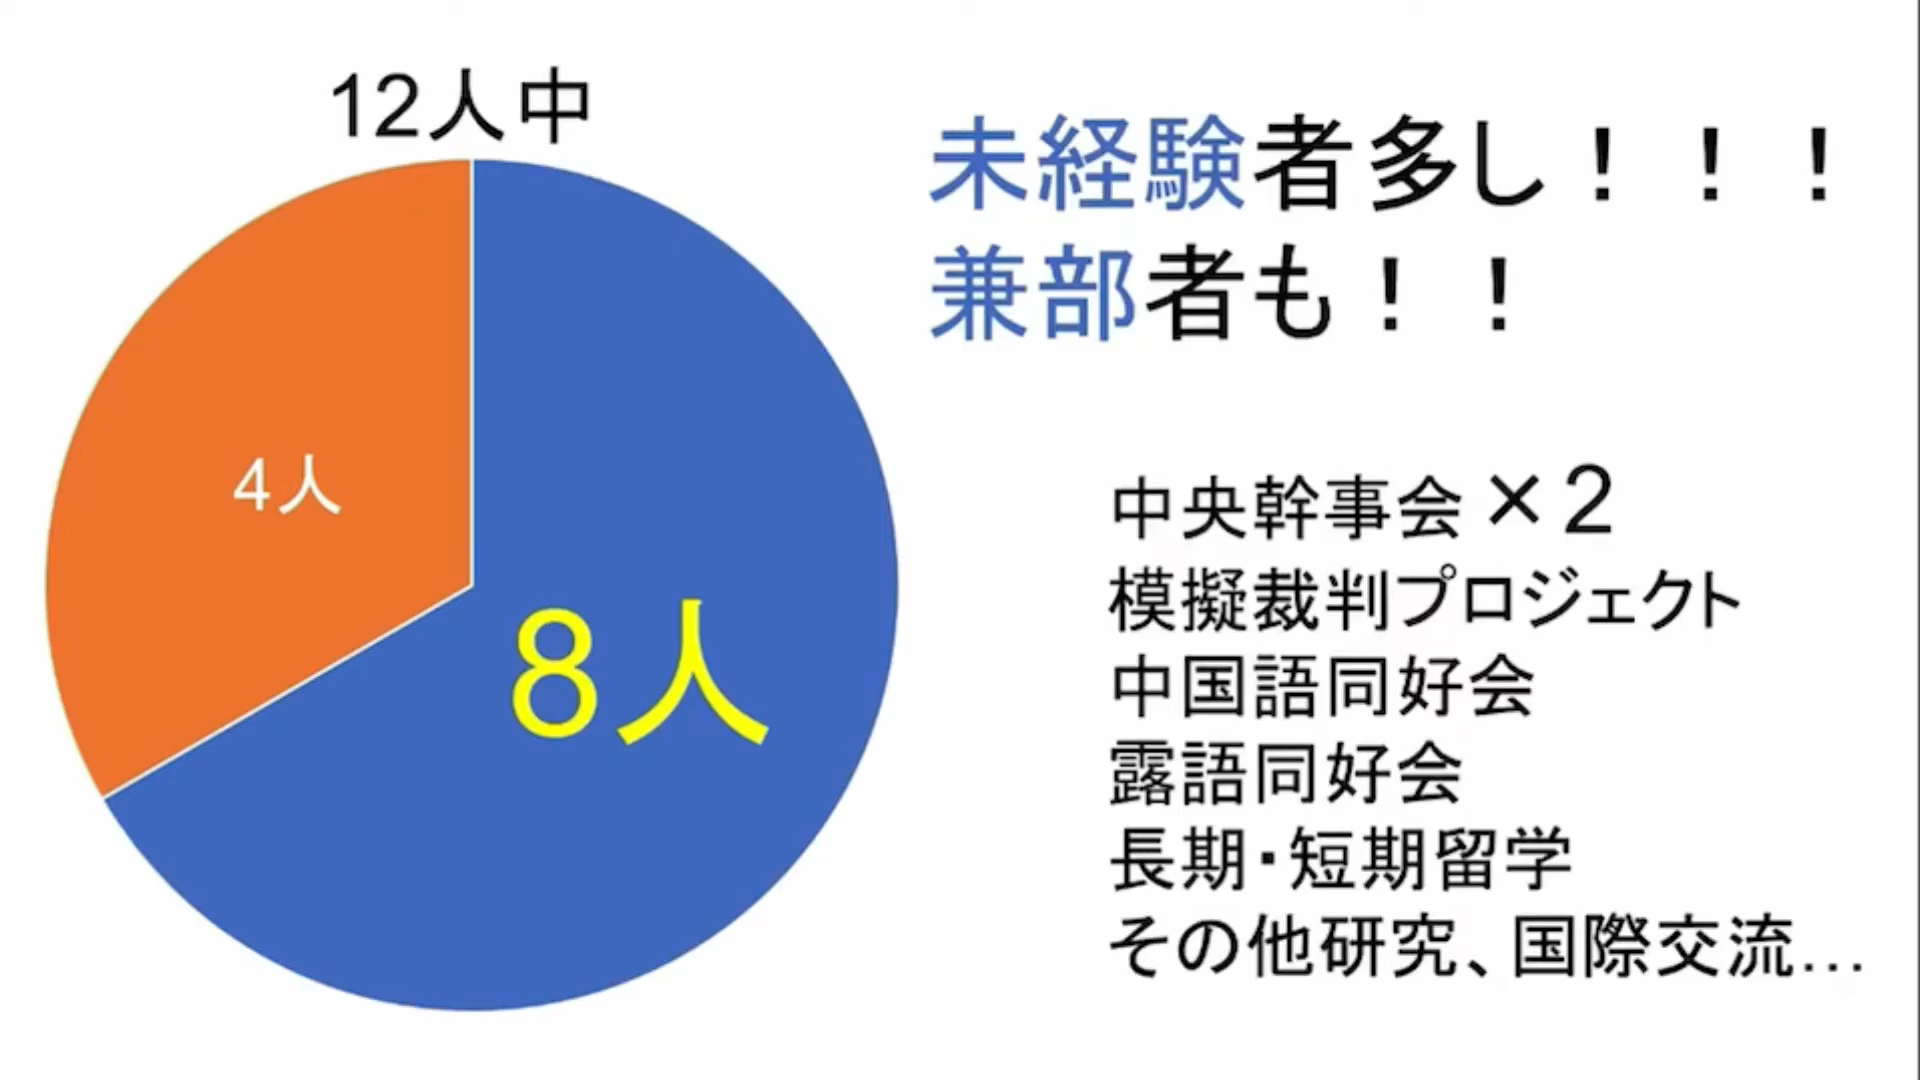 12人中
4人
8人
未経験者多し！！！
兼部者も！！
中央幹事会×2
模擬裁判プロジェクト
中国語同好会
露語同好会
長期・短期留学
その他研究、国際交流…